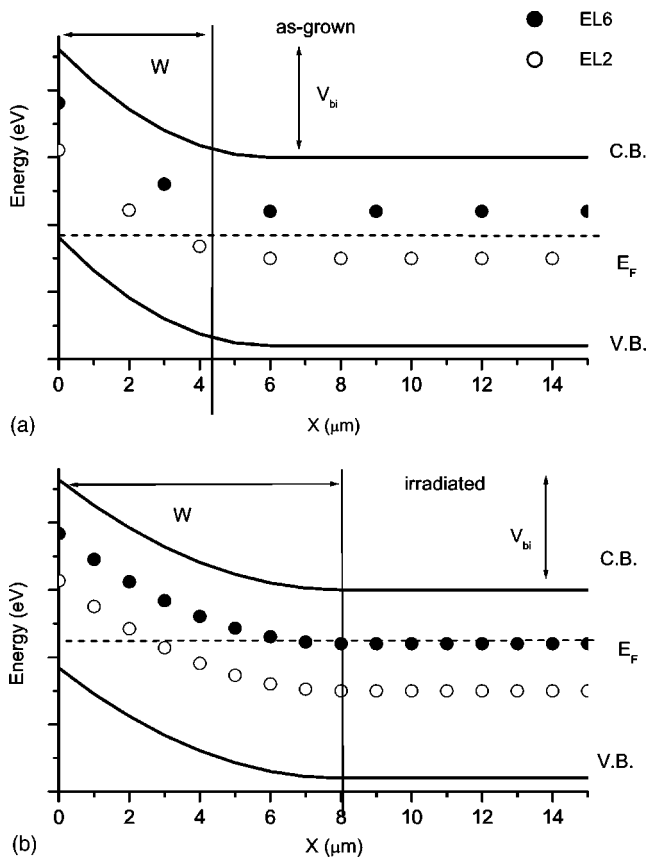 as-grown
EL6
EL2
W
V_bi
C.B.
E_F
V.B.
Energy (eV)
0 2 4 6 8 10 12 14
X (μm)
(a)
irradiated
W
V_bi
C.B.
E_F
V.B.
Energy (eV)
0 2 4 6 8 10 12 14
X (μm)
(b)